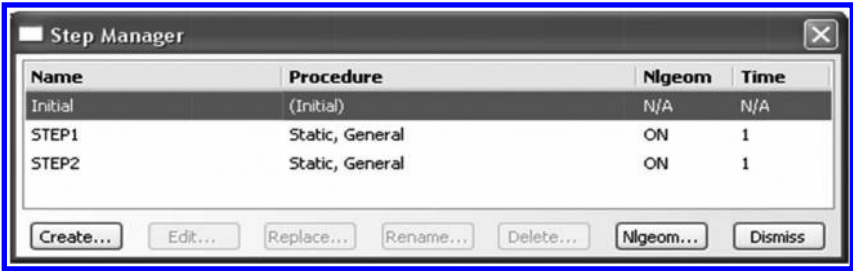 Step Manager
Name Procedure Nlgeom Time
Initial (Initial) N/A N/A
STEP1 Static, General ON 1
STEP2 Static, General ON 1
Create... Edit... Replace... Rename... Delete... Nlgeom... Dismiss